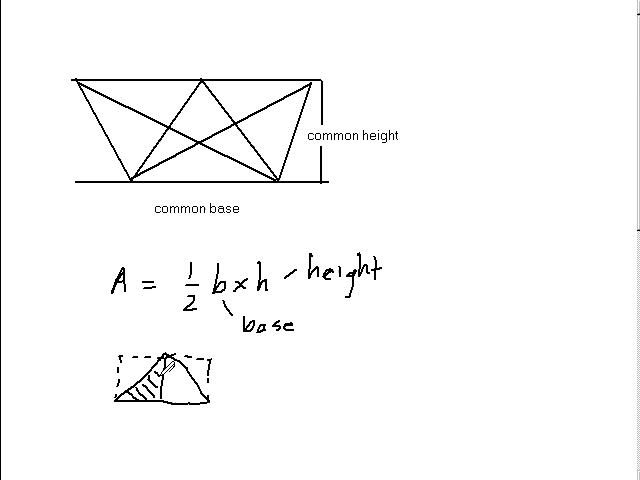 common height
common base
A = 1/2 b x h height
base